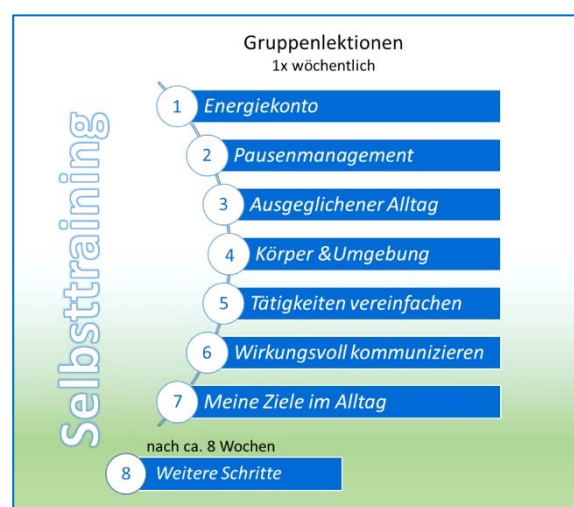 Gruppenlektionen
1x wöchentlich
Selbsttraining
1 Energiekonto
2 Pausenmanagement
3 Ausgeglichener Alltag
4 Körper &Umgebung
5 Tätigkeiten vereinfachen
6 Wirkungsvoll kommunizieren
7 Meine Ziele im Alltag
nach ca. 8 Wochen
8 Weitere Schritte